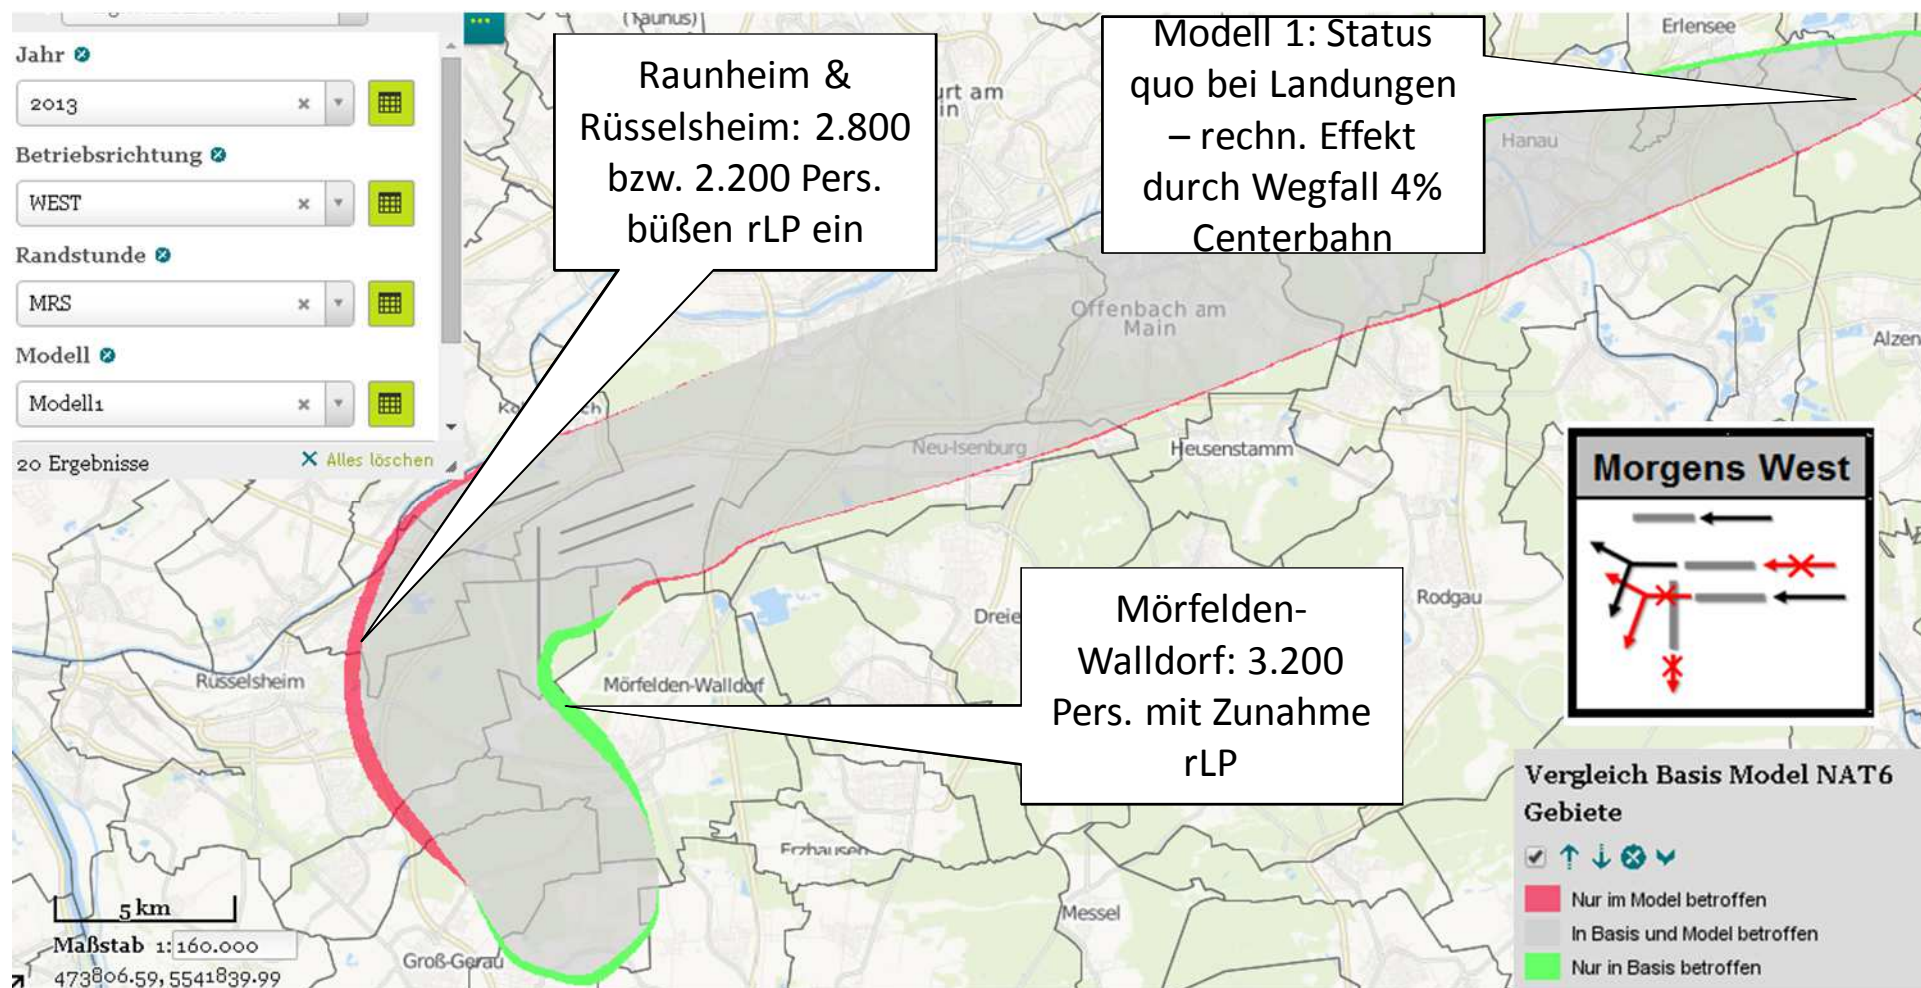 Jahr
2013
Betriebsrichtung
WEST
Randstunde
MRS
Modell
Modell1
20 Ergebnisse
Alles löschen
Raunheim &
Rüsselsheim: 2.800
bzw. 2.200 Pers.
büßen rLP ein
Modell 1: Status
quo bei Landungen
– rechn. Effekt
durch Wegfall 4%
Centerbahn
(Taunus)
Erlensee
Hanau
Offenbach am
Main
Alzen
Neu-Isenburg
Heusenstamm
Morgens West
Rodgau
Dreie
Mörfelden-
Walldorf: 3.200
Pers. mit Zunahme
rLP
Rüsselsheim
Mörfelden-Walldorf
Erzhausen
Messel
Groß-Gerau
5 km
Maßstab 1: 160.000
473806.59, 5541839.99
Vergleich Basis Model NAT6
Gebiete
Nur im Model betroffen
In Basis und Model betroffen
Nur in Basis betroffen